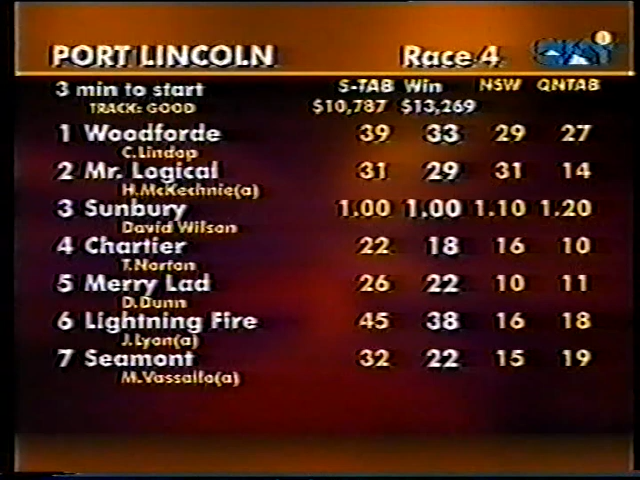 PORT LINCOLN Race 4 SKY 1
3 min to start S-TAB Win NSW QNTAB
TRACK: GOOD $10,787 $13,269
1 Woodforde 39 33 29 27
C.Lindop
2 Mr. Logical 31 29 31 14
H.McKechnie(a)
3 Sunbury 1.00 1.00 1.10 1.20
David Wilson
4 Chartier 22 18 16 10
T.Norton
5 Merry Lad 26 22 10 11
D.Dunn
6 Lightning Fire 45 38 16 18
J.Lyon(a)
7 Seamont 32 22 15 19
M.Vassallo(a)